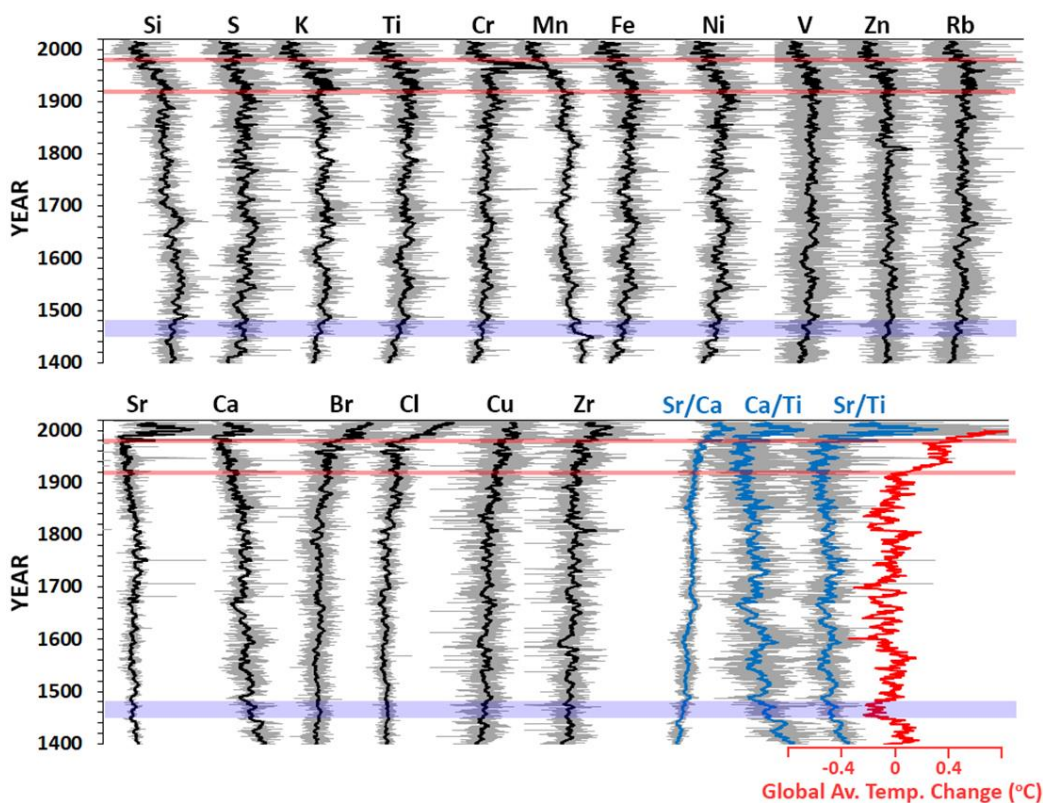 Si S K Ti Cr Mn Fe Ni V Zn Rb
2000
1900
1800
1700
1600
1500
1400
YEAR
Sr Ca Br Cl Cu Zr Sr/Ca Ca/Ti Sr/Ti
2000
1900
1800
1700
1600
1500
1400
YEAR
-0.4 0 0.4
Global Av. Temp. Change (°C)